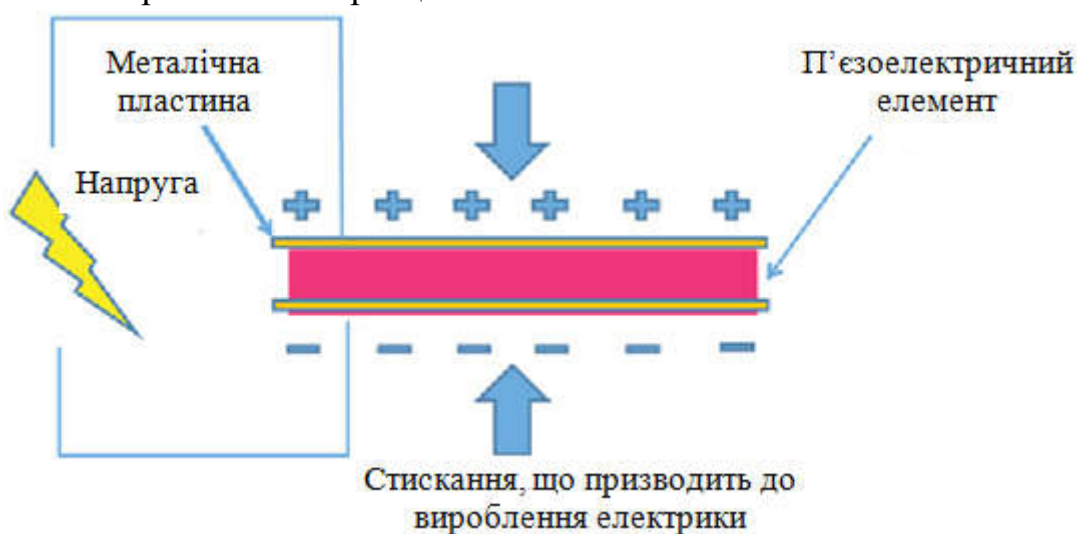 Металічна
пластина
П’єзоелектричний
елемент
Напруга
Стискання, що призводить до
вироблення електрики